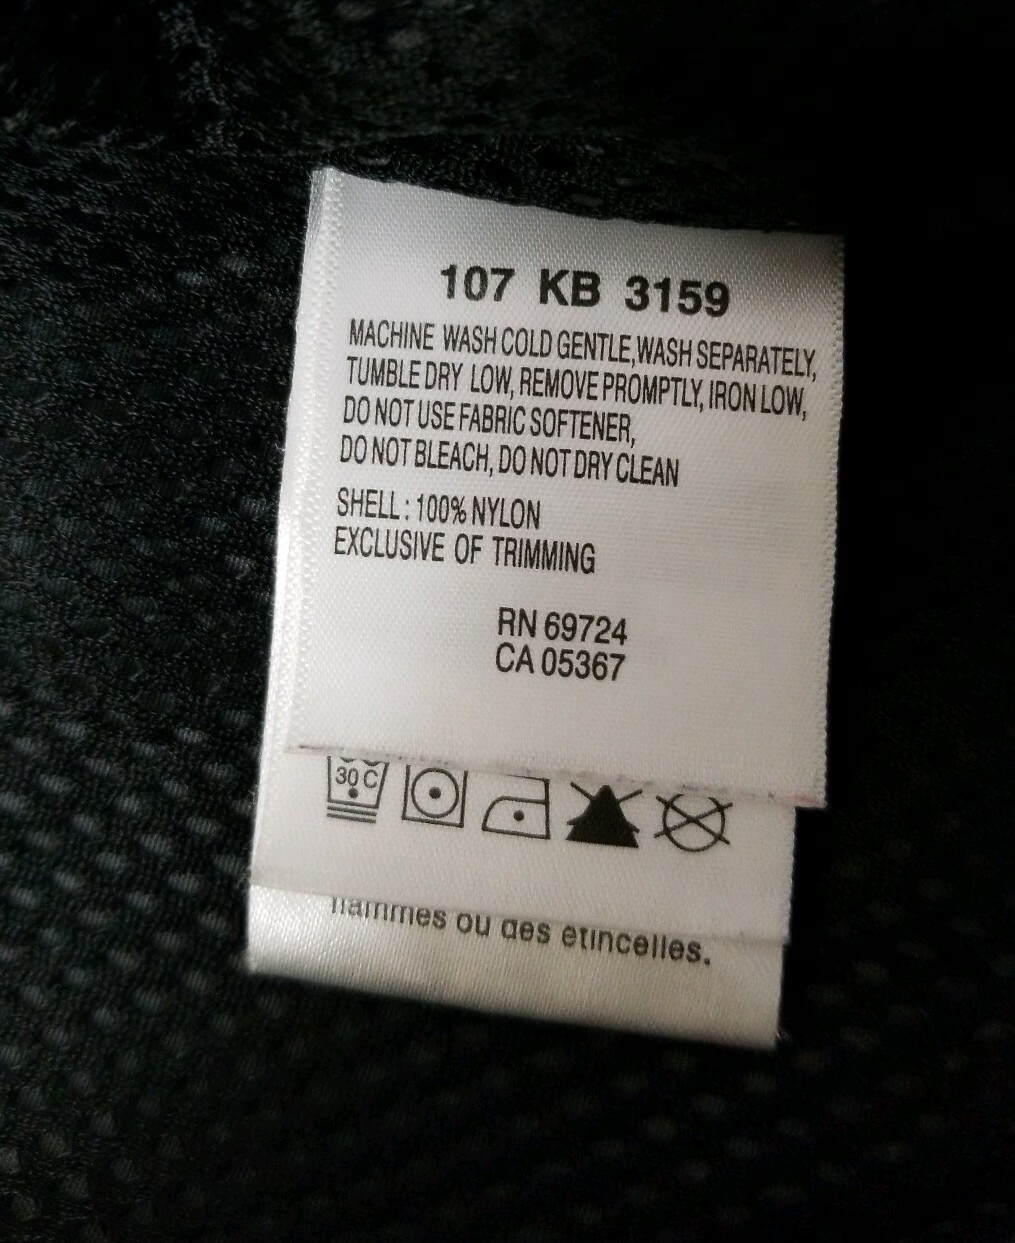 107 KB 3159
MACHINE WASH COLD GENTLE, WASH SEPARATELY,
TUMBLE DRY LOW, REMOVE PROMPTLY, IRON LOW,
DO NOT USE FABRIC SOFTENER,
DO NOT BLEACH, DO NOT DRY CLEAN
SHELL : 100% NYLON
EXCLUSIVE OF TRIMMING
RN 69724
CA 05367
30 C
flammes ou des étincelles.